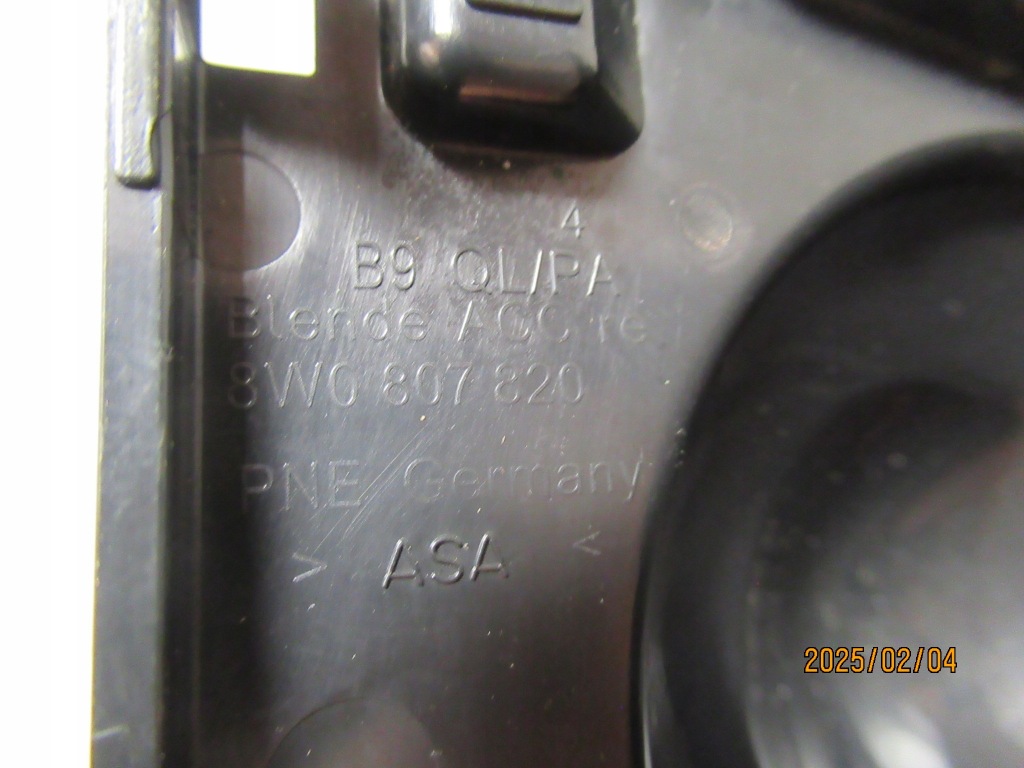 4
B9 QL/PA
Blende ACC re
8W0 807 820
PNE Germany
> ASA <
2025/02/04